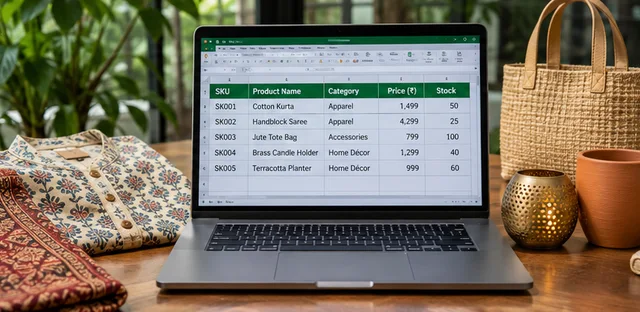 SKU Product Name Category Price (₹) Stock
SK001 Cotton Kurta Apparel 1,499 50
SK002 Handblock Saree Apparel 4,299 25
SK003 Jute Tote Bag Accessories 799 100
SK004 Brass Candle Holder Home Décor 1,299 40
SK005 Terracotta Planter Home Décor 999 60